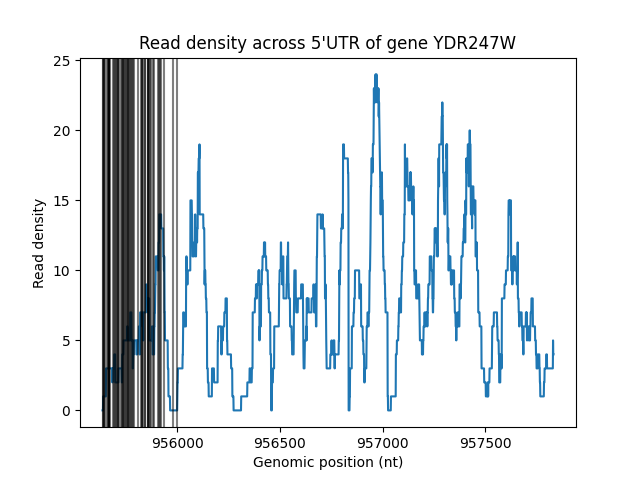 Read density across 5'UTR of gene YDR247W
25
20
15
10
5
0
Read density
956000 956500 957000 957500
Genomic position (nt)